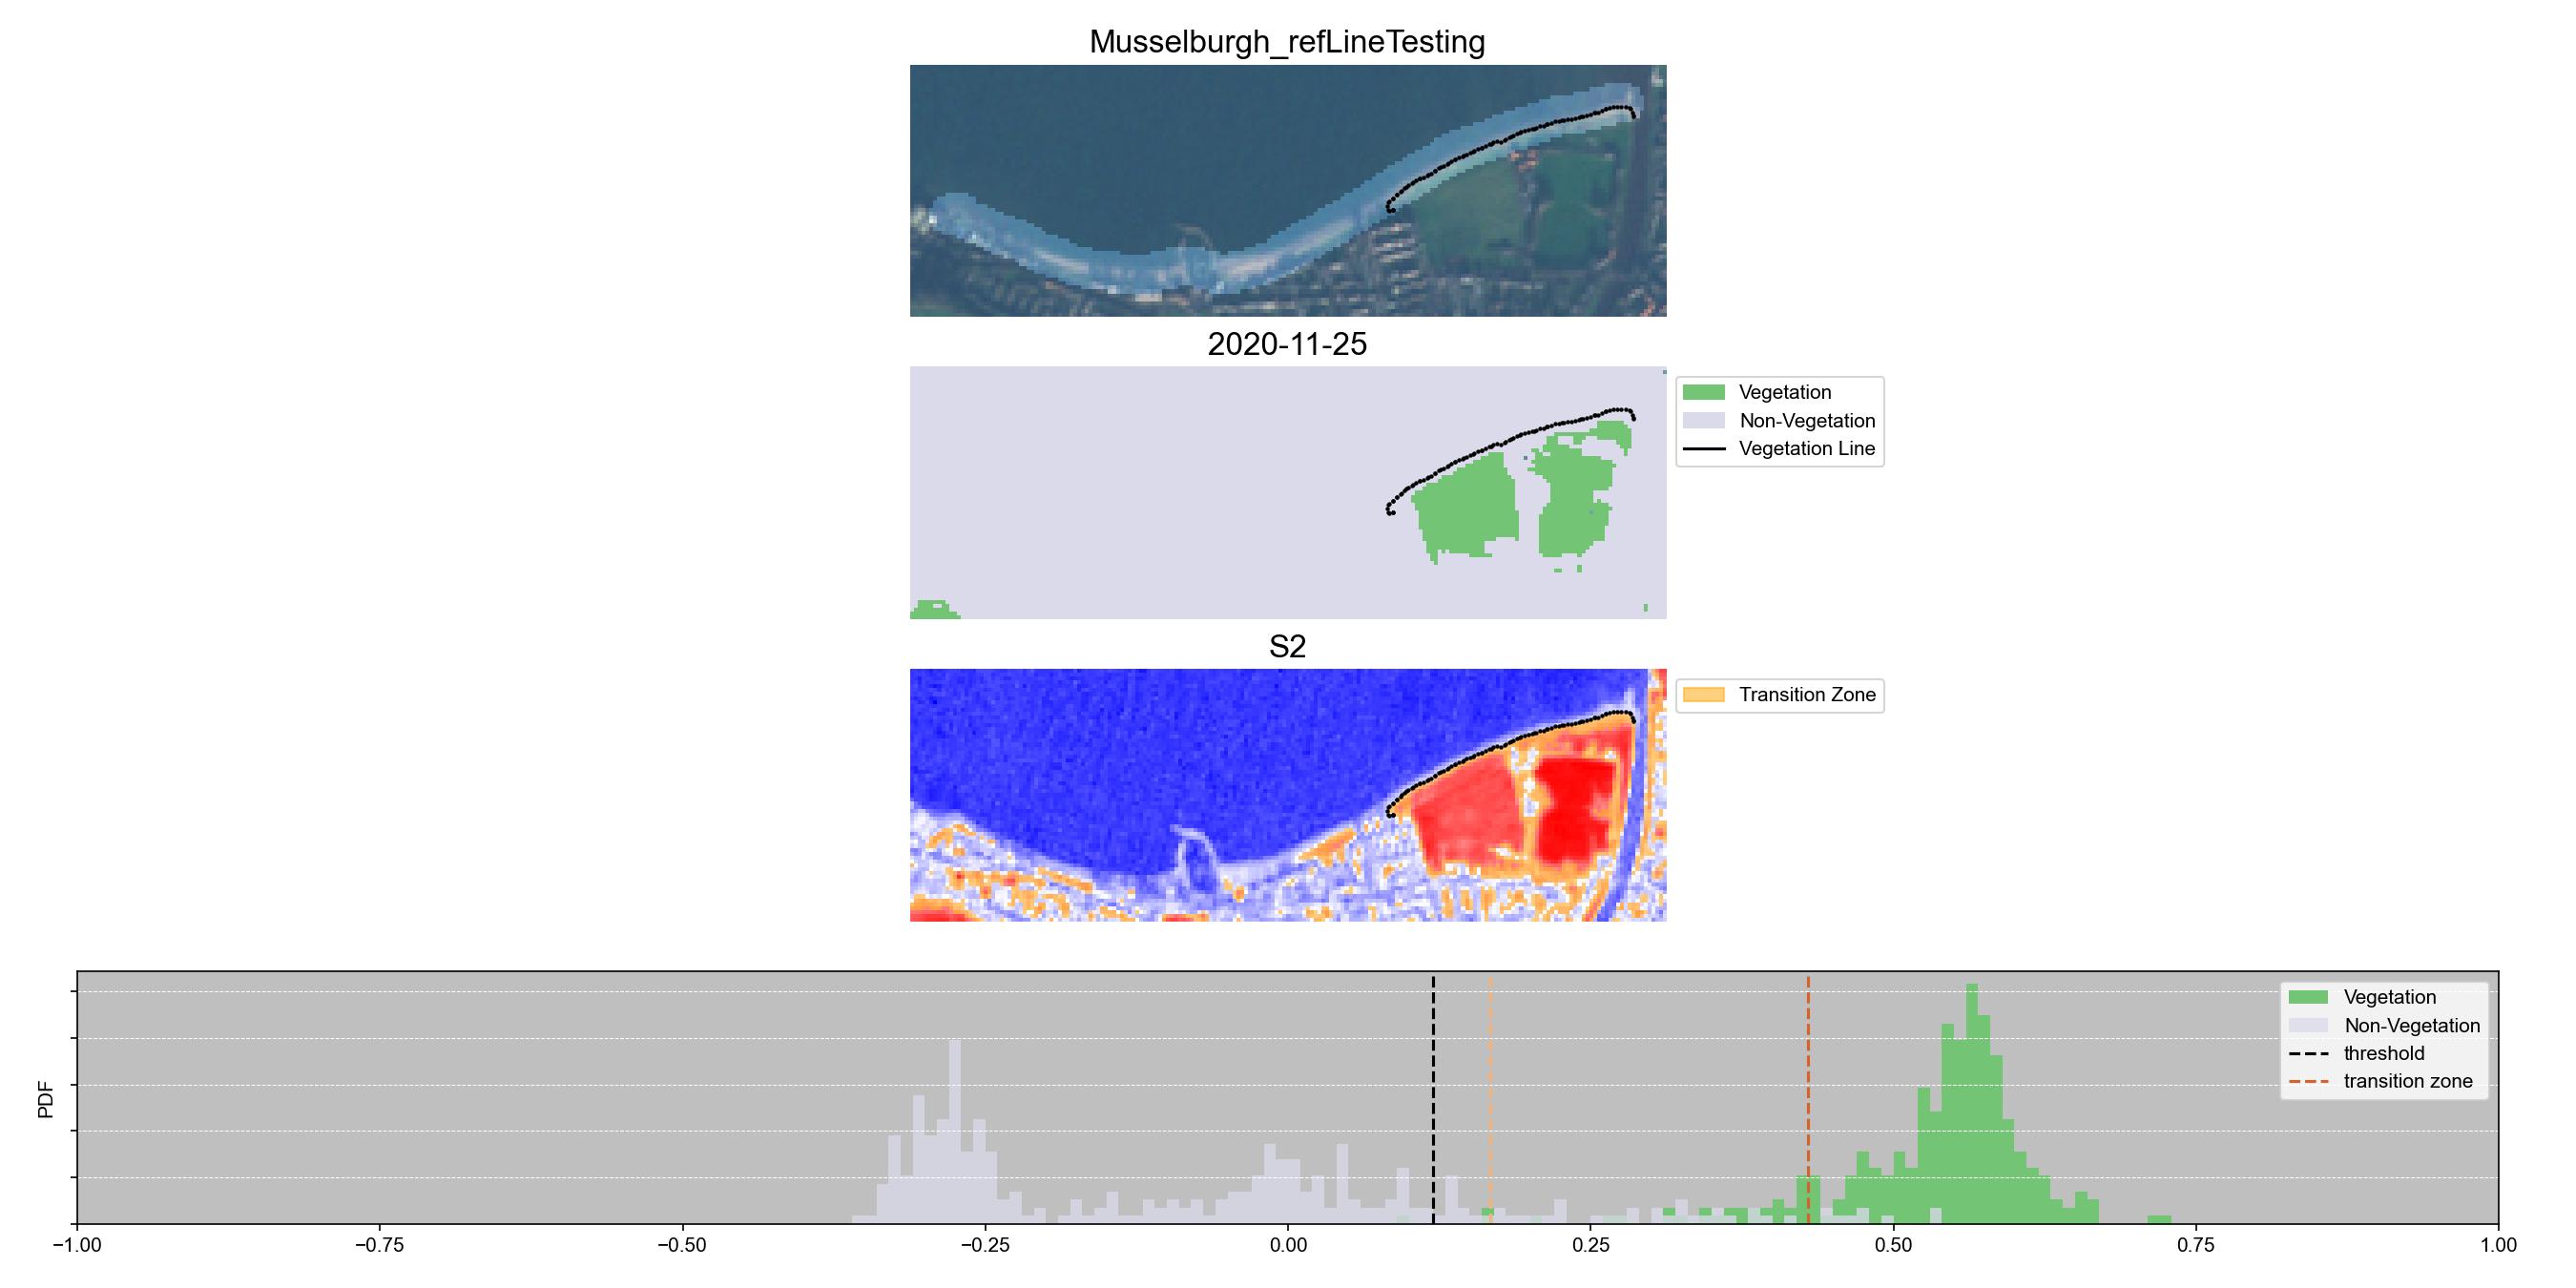 Musselburgh_refLineTesting
2020-11-25
Vegetation
Non-Vegetation
Vegetation Line
S2
Transition Zone
PDF
Vegetation
Non-Vegetation
threshold
transition zone
−1.00 −0.75 −0.50 −0.25 0.00 0.25 0.50 0.75 1.00